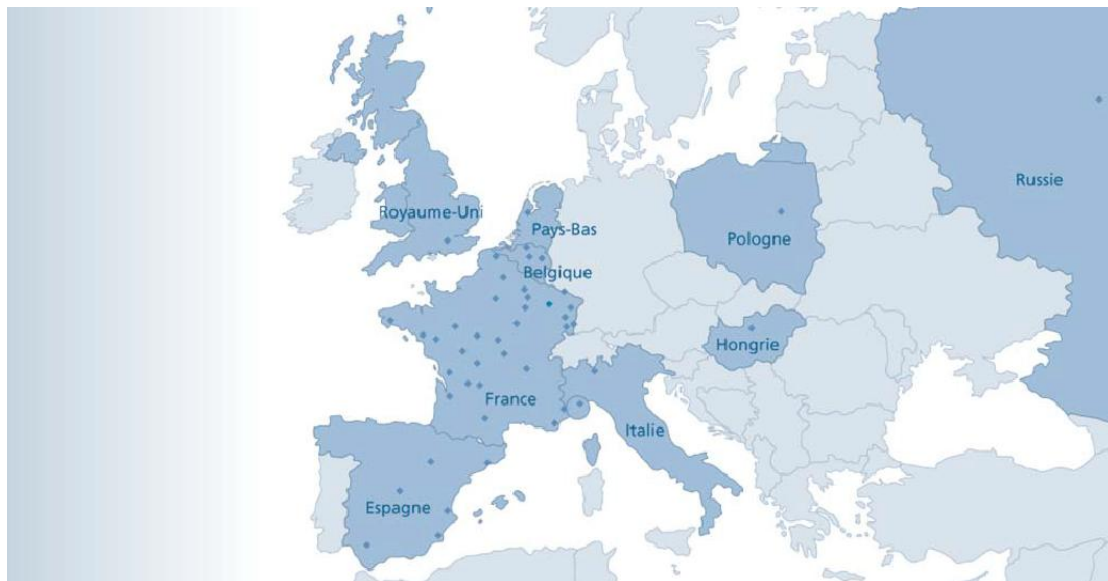 Russie
Royaume-Uni
Pays-Bas
Pologne
Belgique
Hongrie
France
Italie
Espagne